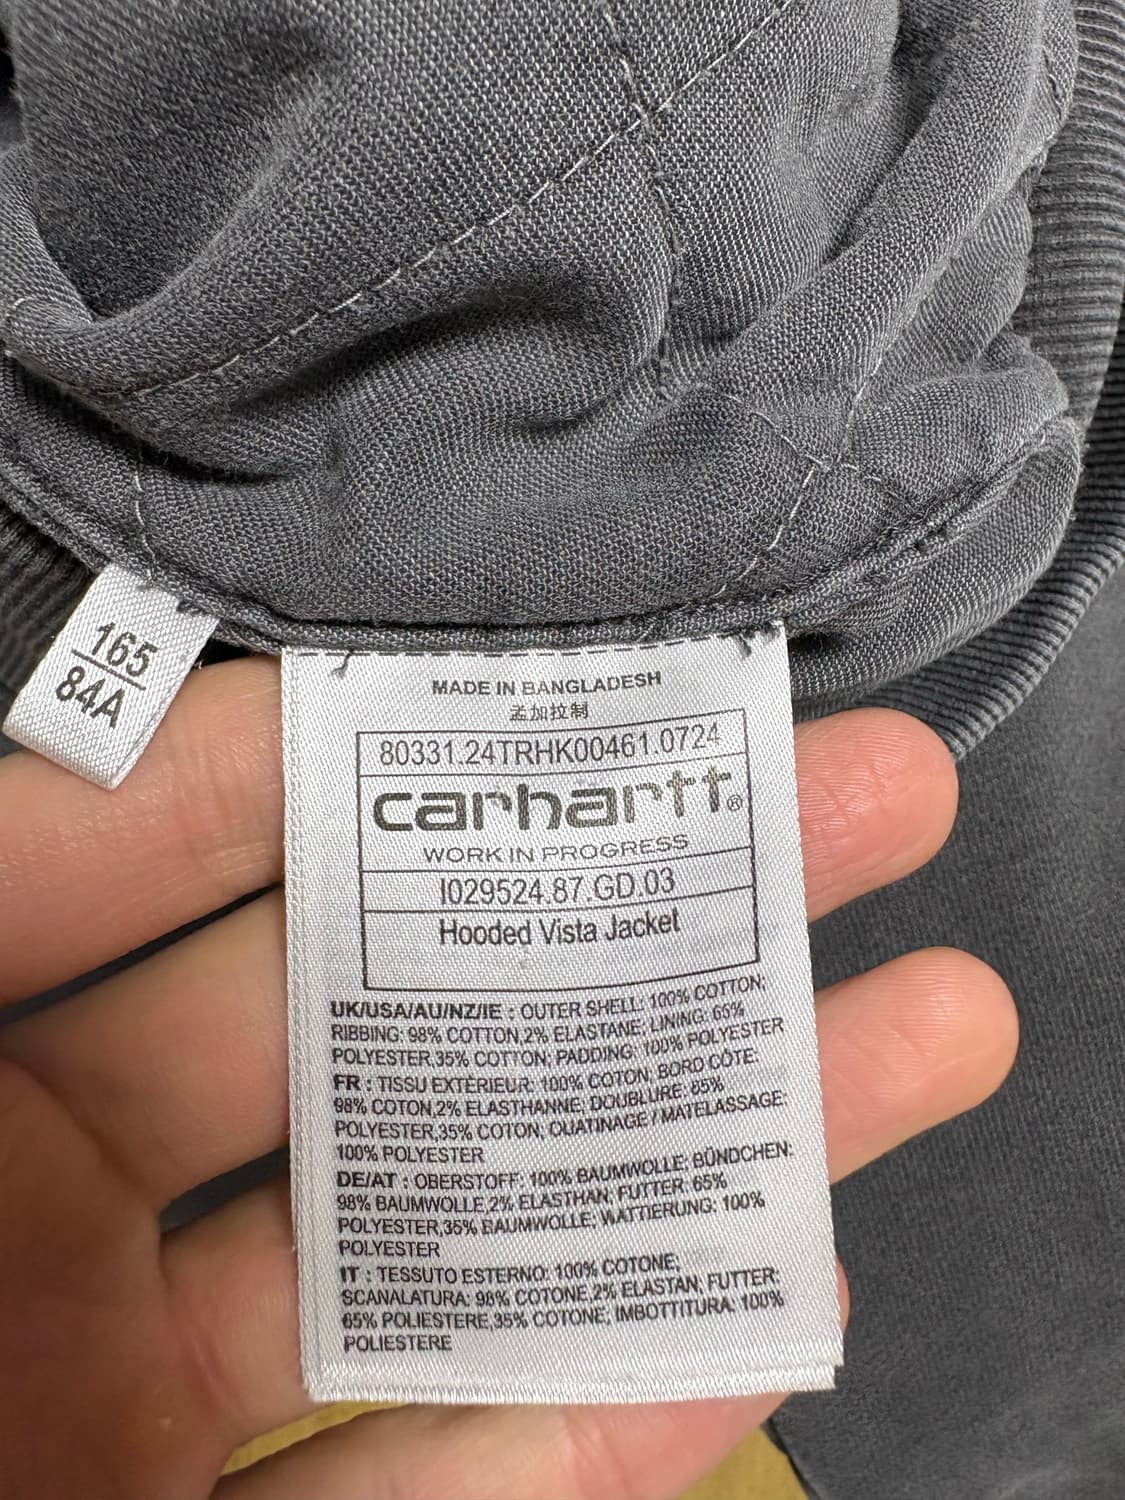 165
84A
MADE IN BANGLADESH
孟加拉制
80331.24TRHK00461.0724
carhartt®
WORK IN PROGRESS
I029524.87.GD.03
Hooded Vista Jacket
UK/USA/AU/NZ/IE : OUTER SHELL: 100% COTTON;
RIBBING: 98% COTTON,2% ELASTANE; LINING: 65%
POLYESTER,35% COTTON; PADDING: 100% POLYESTER
FR : TISSU EXTÉRIEUR: 100% COTON; BORD CÔTE:
98% COTON,2% ELASTHANNE; DOUBLURE: 65%
POLYESTER,35% COTON; OUATINAGE / MATELASSAGE:
100% POLYESTER
DE/AT : OBERSTOFF: 100% BAUMWOLLE; BÜNDCHEN:
98% BAUMWOLLE,2% ELASTHAN; FUTTER: 65%
POLYESTER,35% BAUMWOLLE; WATTIERUNG: 100%
POLYESTER
IT : TESSUTO ESTERNO: 100% COTONE;
SCANALATURA: 98% COTONE,2% ELASTAN, FUTTER:
65% POLIESTERE,35% COTONE; IMBOTTITURA: 100%
POLIESTERE